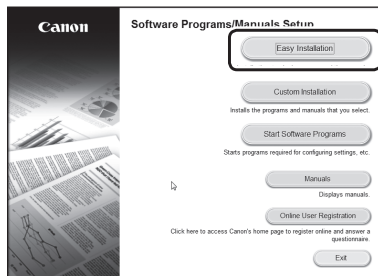 Canon
Software Programs/Manuals Setup
Easy Installation
Custom Installation
Installs the programs and manuals that you select.
Start Software Programs
Starts programs required for configuring settings, etc.
Manuals
Displays manuals.
Online User Registration
Click here to access Canon's home page to register online and answer a
questionnaire.
Exit